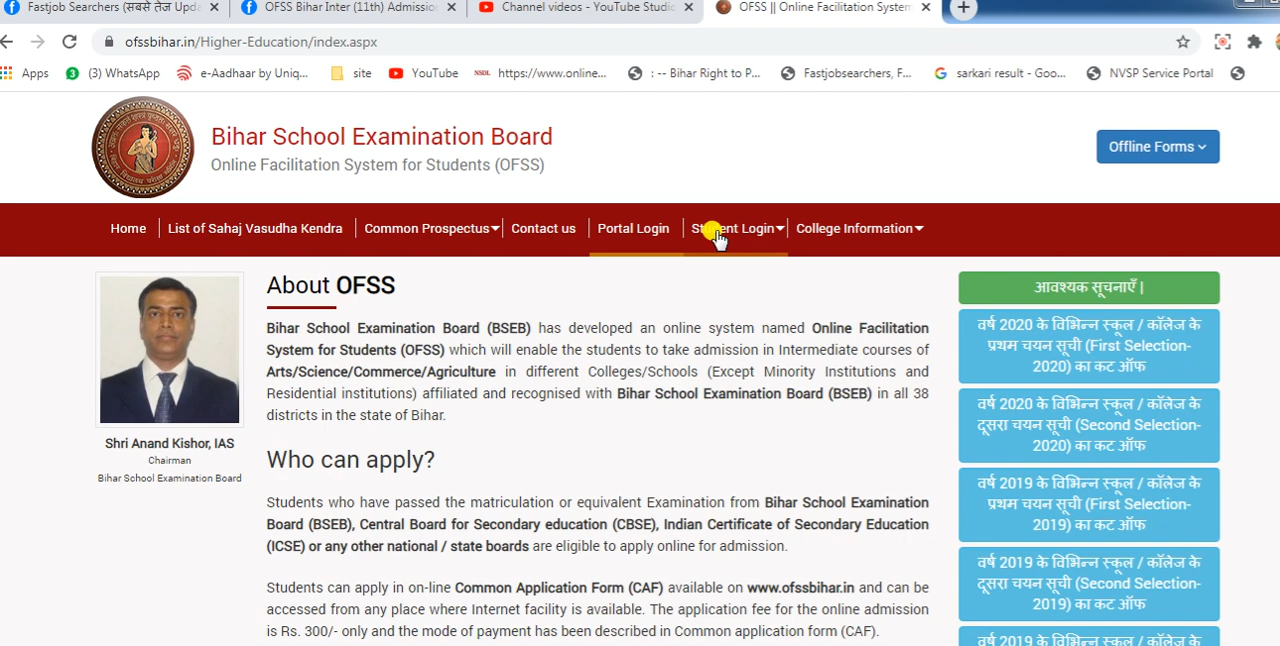 Fastjob Searchers (सबसे तेज Upda
OFSS Bihar Inter (11th) Admissio
Channel videos - YouTube Studio
OFSS || Online Facilitation System
ofssbihar.in/Higher-Education/index.aspx
Apps
(3) WhatsApp
e-Aadhaar by Uniq...
site
YouTube
NSDL https://www.online...
: -- Bihar Right to P...
Fastjobsearchers, F...
sarkari result - Goo...
NVSP Service Portal
Bihar School Examination Board
Online Facilitation System for Students (OFSS)
Offline Forms
Home
List of Sahaj Vasudha Kendra
Common Prospectus
Contact us
Portal Login
Student Login
College Information
Shri Anand Kishor, IAS
Chairman
Bihar School Examination Board
About OFSS
Bihar School Examination Board (BSEB) has developed an online system named Online Facilitation
System for Students (OFSS) which will enable the students to take admission in Intermediate courses of
Arts/Science/Commerce/Agriculture in different Colleges/Schools (Except Minority Institutions and
Residential institutions) affiliated and recognised with Bihar School Examination Board (BSEB) in all 38
districts in the state of Bihar.
Who can apply?
Students who have passed the matriculation or equivalent Examination from Bihar School Examination
Board (BSEB), Central Board for Secondary education (CBSE), Indian Certificate of Secondary Education
(ICSE) or any other national / state boards are eligible to apply online for admission.
Students can apply in on-line Common Application Form (CAF) available on www.ofssbihar.in and can be
accessed from any place where Internet facility is available. The application fee for the online admission
is Rs. 300/- only and the mode of payment has been described in Common application form (CAF).
आवश्यक सूचनाएँ |
वर्ष 2020 के विभिन्न स्कूल / कॉलेज के
प्रथम चयन सूची (First Selection-
2020) का कट ऑफ
वर्ष 2020 के विभिन्न स्कूल / कॉलेज के
दूसरा चयन सूची (Second Selection-
2020) का कट ऑफ
वर्ष 2019 के विभिन्न स्कूल / कॉलेज के
प्रथम चयन सूची (First Selection-
2019) का कट ऑफ
वर्ष 2019 के विभिन्न स्कूल / कॉलेज के
दूसरा चयन सूची (Second Selection-
2019) का कट ऑफ
वर्ष 2019 के विभिन्न स्कूल / कॉलेज के